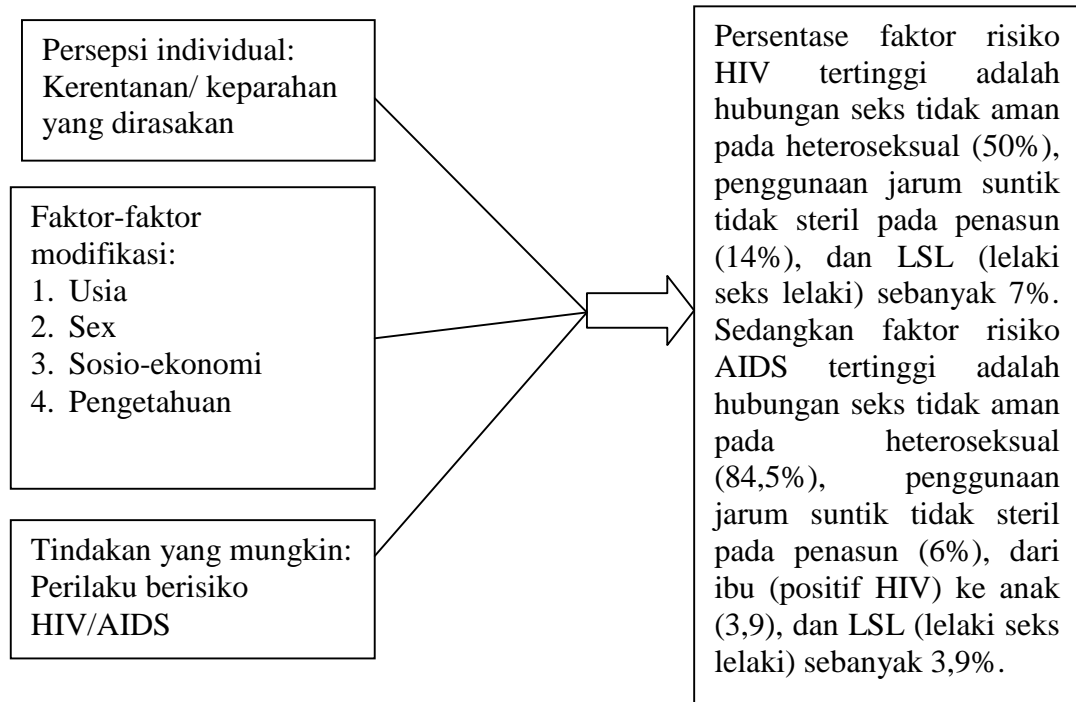 Persepsi individual:
Kerentanan/ keparahan
yang dirasakan
Faktor-faktor
modifikasi:
1. Usia
2. Sex
3. Sosio-ekonomi
4. Pengetahuan
Tindakan yang mungkin:
Perilaku berisiko
HIV/AIDS
Persentase faktor risiko
HIV tertinggi adalah
hubungan seks tidak aman
pada heteroseksual (50%),
penggunaan jarum suntik
tidak steril pada penasun
(14%), dan LSL (lelaki
seks lelaki) sebanyak 7%.
Sedangkan faktor risiko
AIDS tertinggi adalah
hubungan seks tidak aman
pada heteroseksual
(84,5%), penggunaan
jarum suntik tidak steril
pada penasun (6%), dari
ibu (positif HIV) ke anak
(3,9), dan LSL (lelaki seks
lelaki) sebanyak 3,9%.